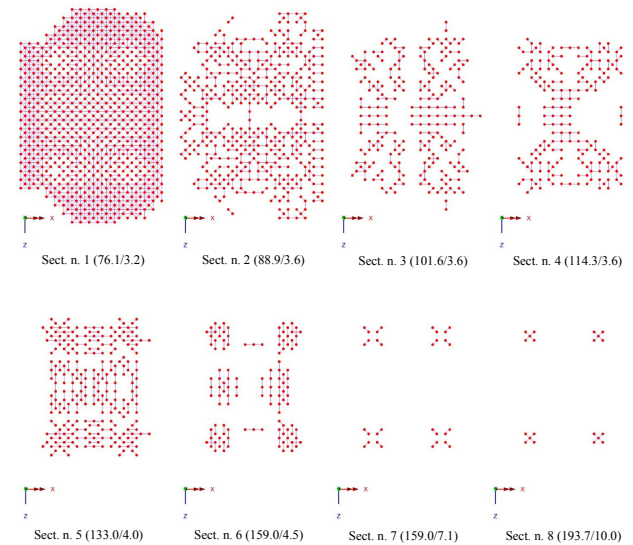 x
z
Sect. n. 1 (76.1/3.2)
x
z
Sect. n. 2 (88.9/3.6)
x
z
Sect. n. 3 (101.6/3.6)
x
z
Sect. n. 4 (114.3/3.6)
x
z
Sect. n. 5 (133.0/4.0)
x
z
Sect. n. 6 (159.0/4.5)
x
z
Sect. n. 7 (159.0/7.1)
x
z
Sect. n. 8 (193.7/10.0)